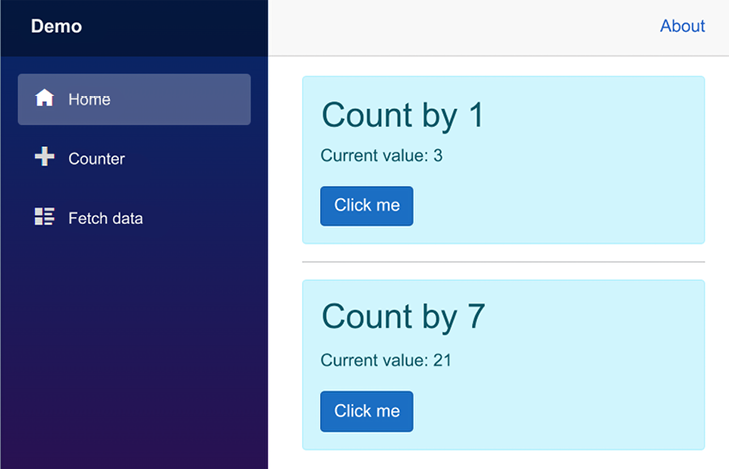 Demo
About
Home
Counter
Fetch data
Count by 1
Current value: 3
Click me
Count by 7
Current value: 21
Click me